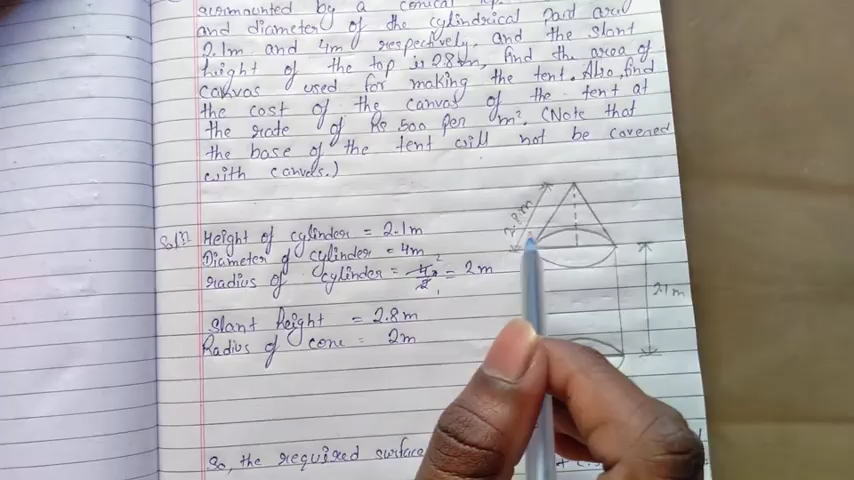 surmounted by a conical top.
and diameter of the cylindrical part are
2.1m and 4m respectively, and the slant
height of the top is 2.8m, find the area of
canvas used for making the tent. Also, find
the cost of the canvas of the tent at
the rate of Rs 500 per m². (Note that
the base of the tent will not be covered
with canvas.)
Solⁿ Height of cylinder = 2.1m
Diameter of cylinder = 4m
radius of cylinder = 4/2 = 2m
Slant height = 2.8m
Radius of cone = 2m
So, the required surface
2.8 m
2.1 m